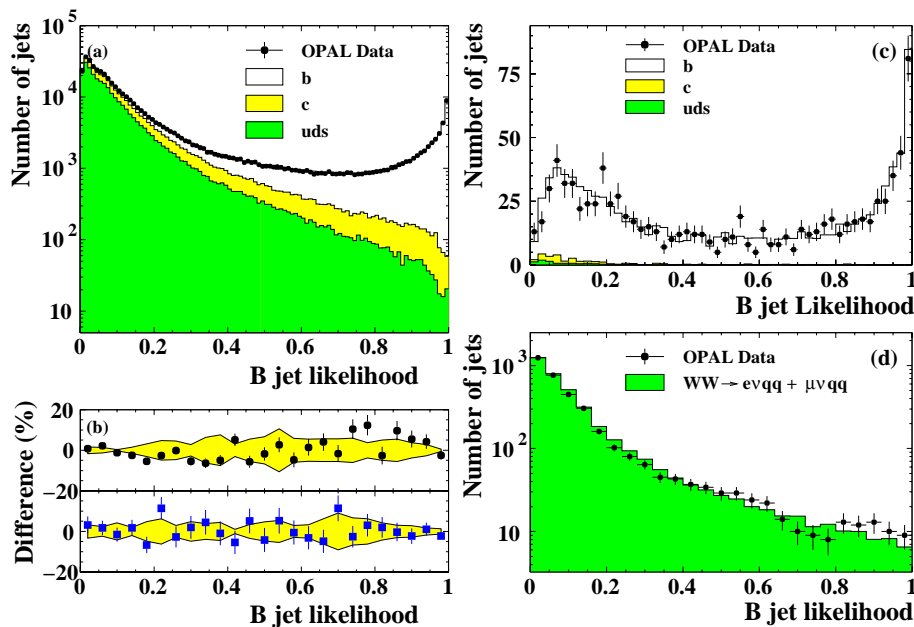 Number of jets
10^5
10^4
10^3
10^2
10
(a)
OPAL Data
b
c
uds
0 0.2 0.4 0.6 0.8 1
B jet likelihood
Difference (%)
20
0
-20
(b)
20
0
-20
0 0.2 0.4 0.6 0.8 1
B jet likelihood
Number of jets
75
50
25
0
(c)
OPAL Data
b
c
uds
0 0.2 0.4 0.6 0.8 1
B jet Likelihood
Number of jets
10^3
10^2
10
(d)
OPAL Data
WW→ eνqq + μνqq
0 0.2 0.4 0.6 0.8 1
B jet likelihood